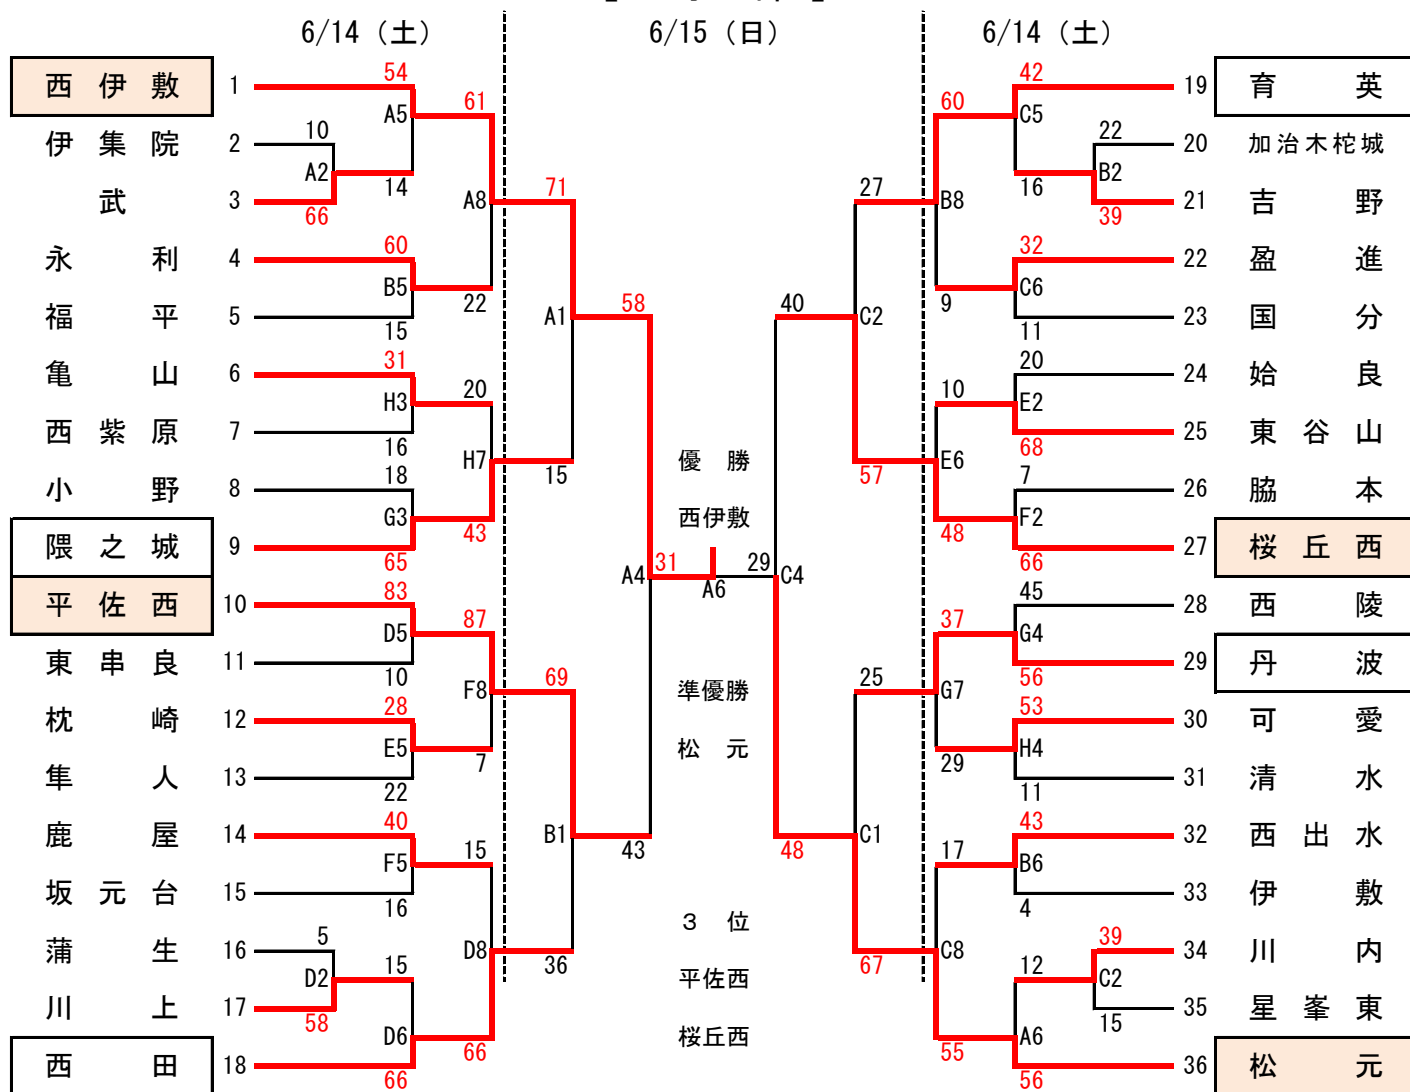 6/14（土）
6/15（日）
6/14（土）
54
42
西伊敷 1
61
60
19 育英
A5
C5
伊集院 2
10
22
20 加治木柁城
A2
14
16
B2
武 3
66
A8
71
27
B8
39
21 吉野
永利 4
60
32
22 盈進
B5
22
9
C6
福平 5
15
A1
58
40
C2
11
23 国分
亀山 6
31
20
24 姶良
H3
20
10
E2
西紫原 7
16
H7
15
優勝
57
E6
68
25 東谷山
小野 8
18
7
26 脇本
G3
43
西伊敷
48
F2
隈之城 9
65
66
27 桜丘西
A4
31
A6
29
C4
平佐西 10
83
45
28 西陵
D5
87
37
G4
東串良 11
10
56
29 丹波
F8
69
準優勝
25
G7
枕崎 12
28
53
30 可愛
E5
7
松元
29
H4
隼人 13
22
11
31 清水
鹿屋 14
40
B1
43
48
C1
43
32 西出水
F5
15
17
B6
坂元台 15
16
4
33 伊敷
３位
蒲生 16
5
D8
36
67
C8
39
34 川内
D2
15
平佐西
12
C2
川上 17
58
15
35 星峯東
D6
66
桜丘西
55
A6
西田 18
66
56
36 松元